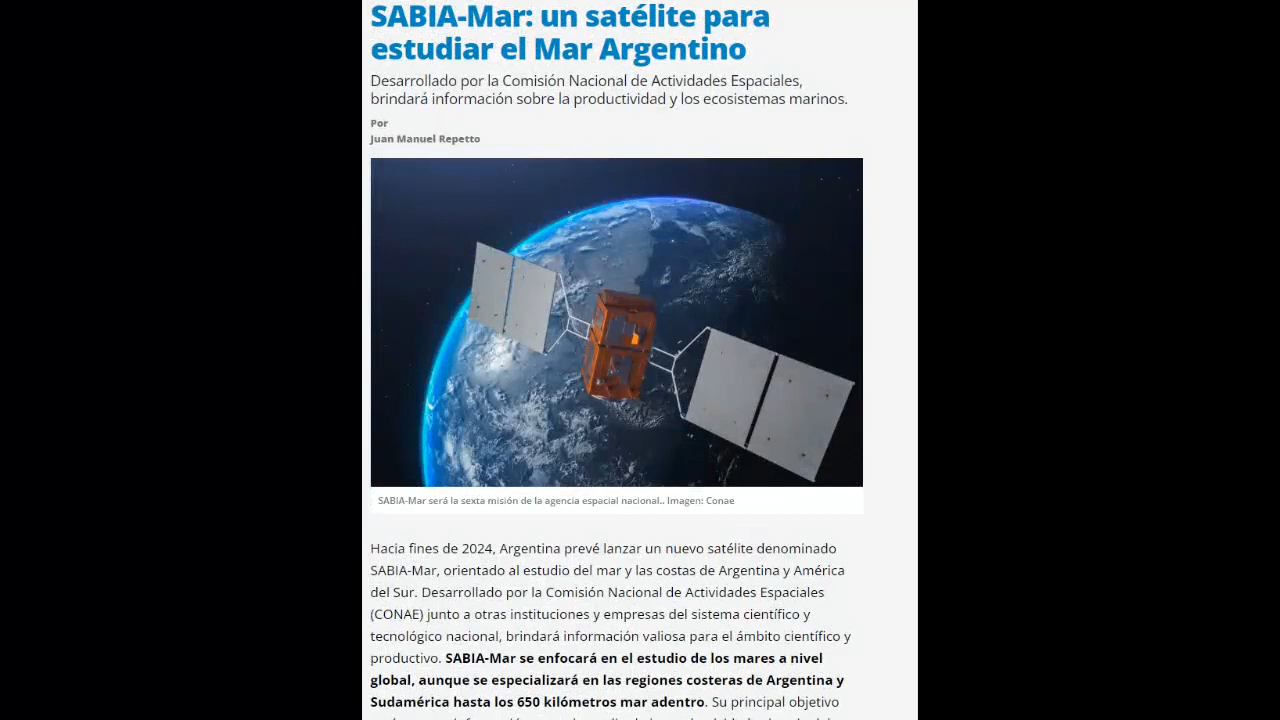 SABIA-Mar: un satélite para
estudiar el Mar Argentino
Desarrollado por la Comisión Nacional de Actividades Espaciales,
brindará información sobre la productividad y los ecosistemas marinos.
Por
Juan Manuel Repetto
SABIA-Mar será la sexta misión de la agencia espacial nacional.. Imagen: Conae
Hacia fines de 2024, Argentina prevé lanzar un nuevo satélite denominado
SABIA-Mar, orientado al estudio del mar y las costas de Argentina y América
del Sur. Desarrollado por la Comisión Nacional de Actividades Espaciales
(CONAE) junto a otras instituciones y empresas del sistema científico y
tecnológico nacional, brindará información valiosa para el ámbito científico y
productivo. SABIA-Mar se enfocará en el estudio de los mares a nivel
global, aunque se especializará en las regiones costeras de Argentina y
Sudamérica hasta los 650 kilómetros mar adentro. Su principal objetivo